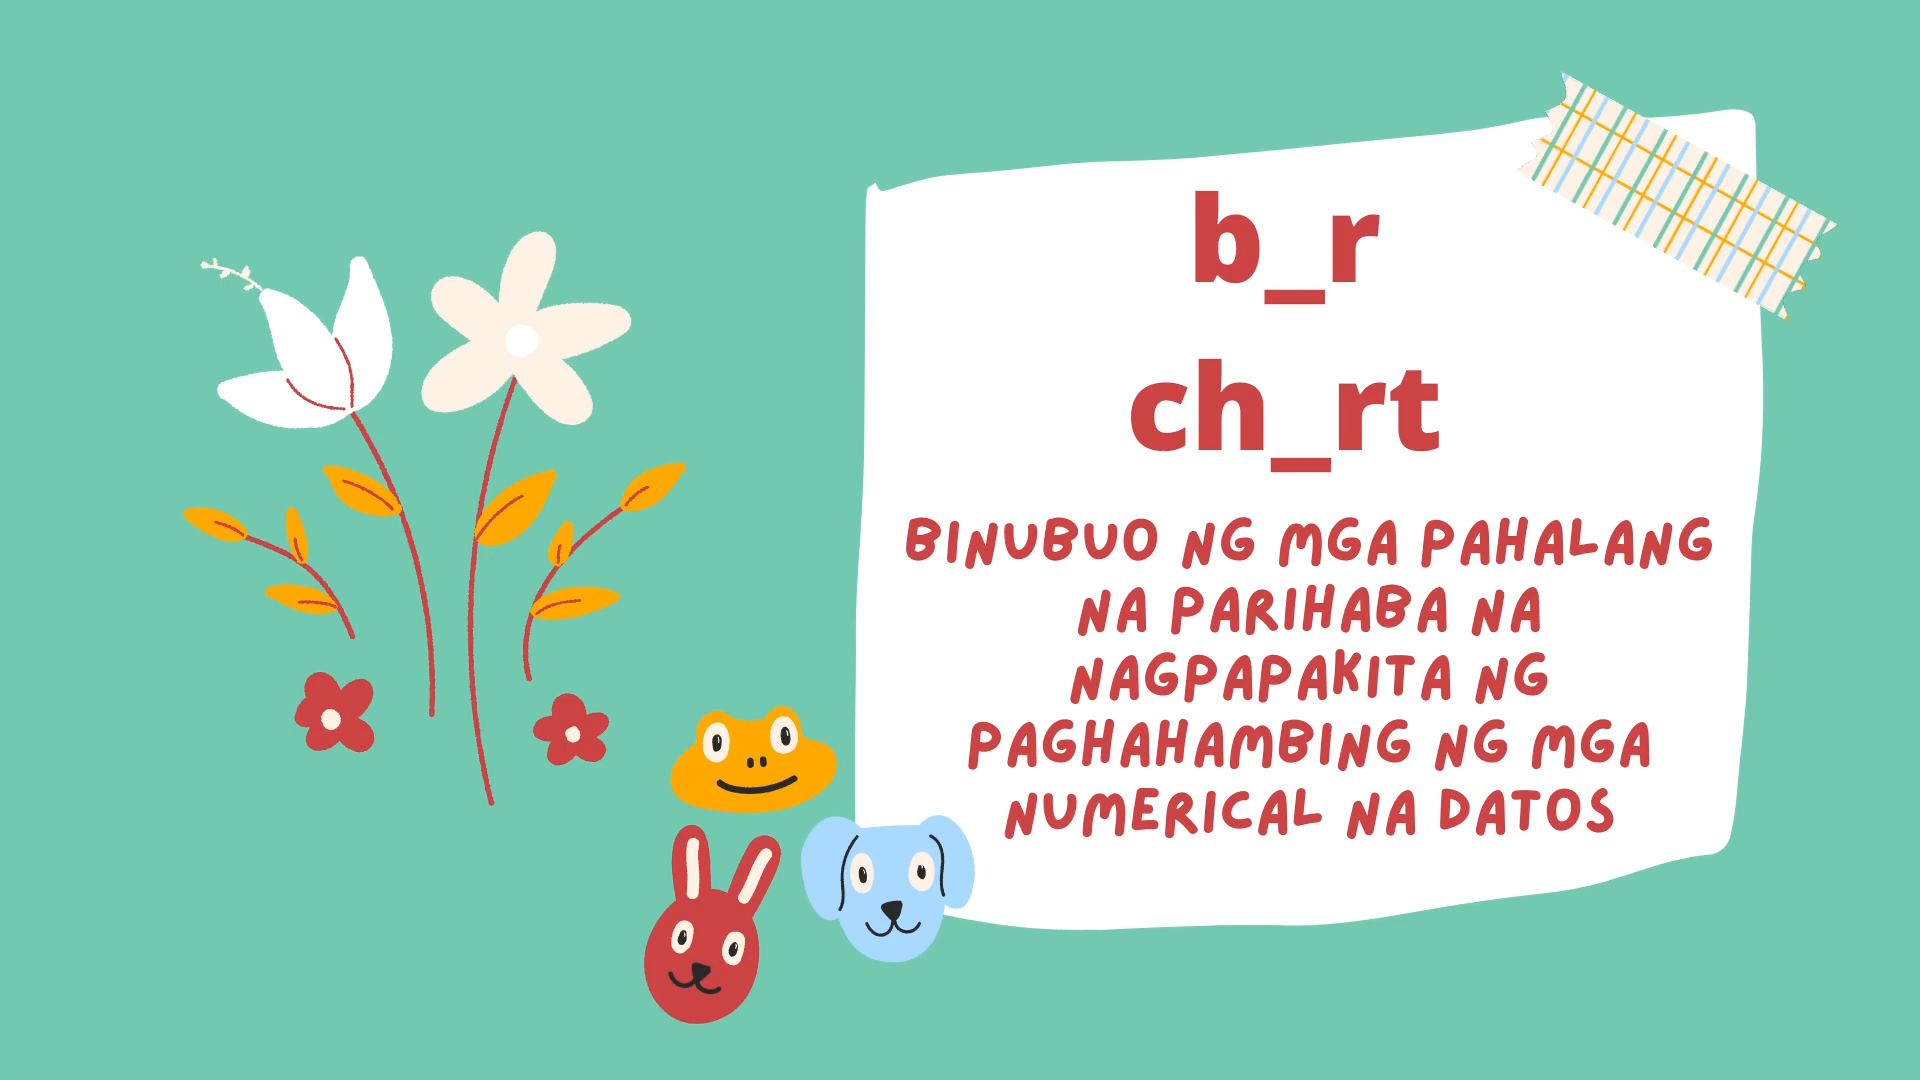 b_r
ch_rt
BINUBUO NG MGA PAHALANG
NA PARIHABA NA
NAGPAPAKITA NG
PAGHAHAMBING NG MGA
NUMERICAL NA DATOS